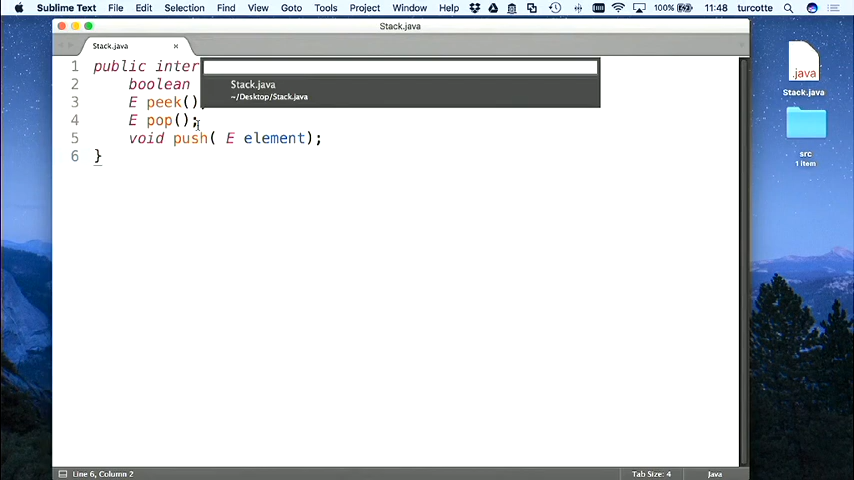 Sublime Text File Edit Selection Find View Goto Tools Project Window Help 100% 11:48 turcotte
Stack.java
Stack.java
1 public inter
2 boolean
Stack.java
~/Desktop/Stack.java
3 E peek();
4 E pop();
5 void push( E element);
6 }
.java
Stack.java
src
1 item
Line 6, Column 2 Tab Size: 4 Java